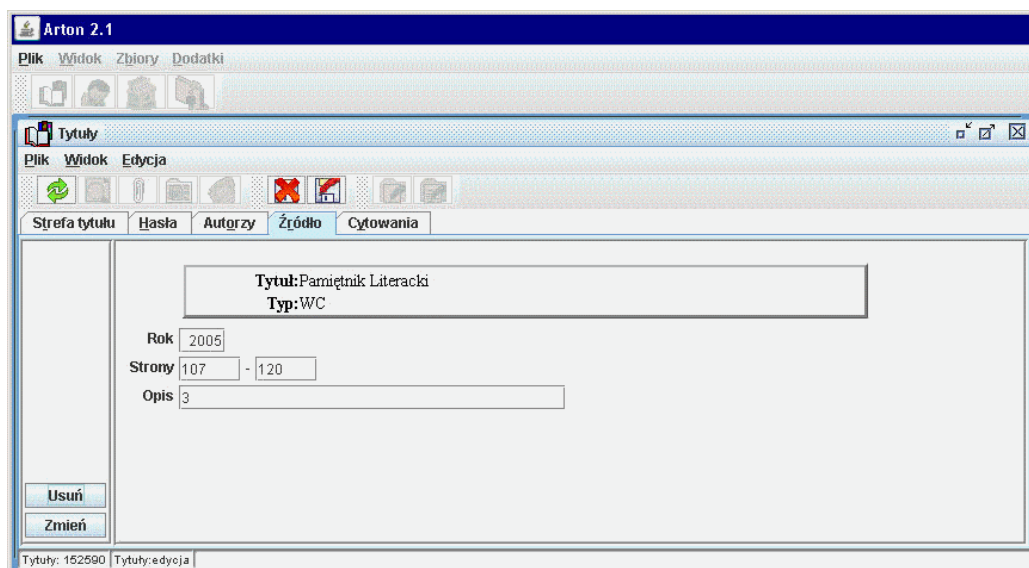 Arton 2.1
Plik Widok Zbiory Dodatki
Tytuły
Plik Widok Edycja
Strefa tytułu Hasła Autorzy Źródło Cytowania
Tytuł:Pamiętnik Literacki
Typ:WC
Rok 2005
Strony 107 - 120
Opis 3
Usuń
Zmień
Tytuły: 152590 Tytuły:edycja